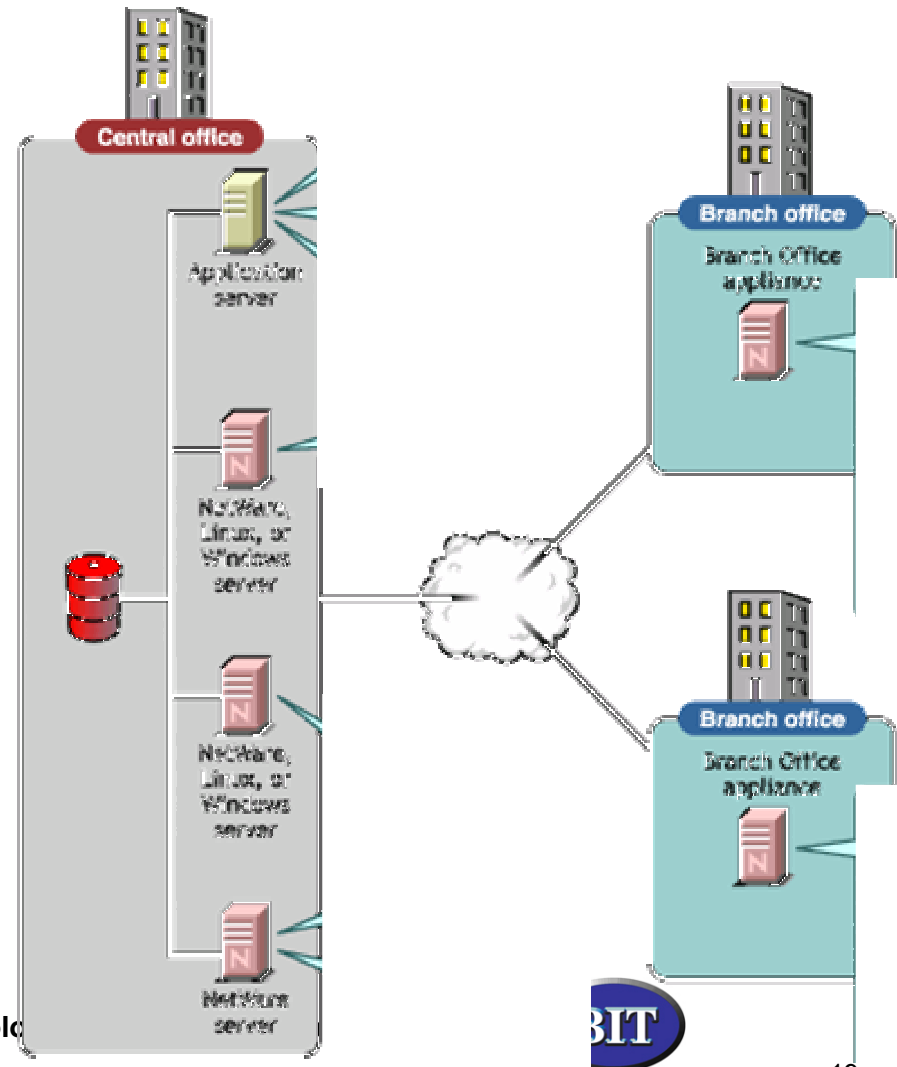 Central office
Application
server
NetWare,
Linux, or
Windows
server
NetWare,
Linux, or
Windows
server
NetWare
server
Branch office
Branch Office
appliance
N
Branch office
Branch Office
appliance
N
N
N
N
BIT